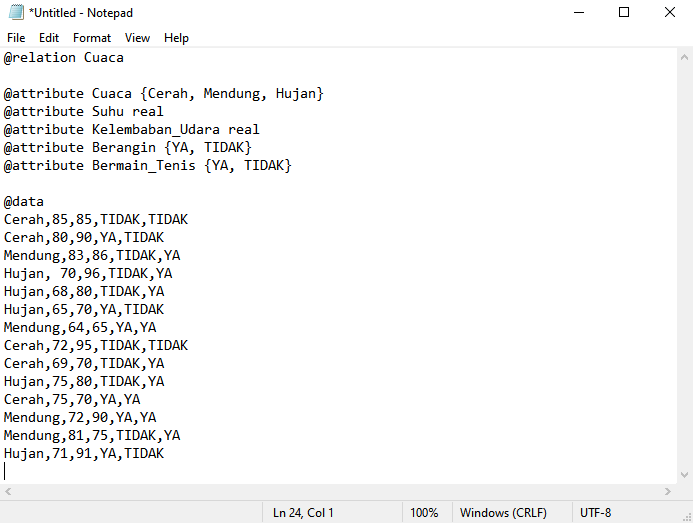 *Untitled - Notepad
File Edit Format View Help
@relation Cuaca
@attribute Cuaca {Cerah, Mendung, Hujan}
@attribute Suhu real
@attribute Kelembaban_Udara real
@attribute Berangin {YA, TIDAK}
@attribute Bermain_Tenis {YA, TIDAK}
@data
Cerah,85,85,TIDAK,TIDAK
Cerah,80,90,YA,TIDAK
Mendung,83,86,TIDAK,YA
Hujan, 70,96,TIDAK,YA
Hujan,68,80,TIDAK,YA
Hujan,65,70,YA,TIDAK
Mendung,64,65,YA,YA
Cerah,72,95,TIDAK,TIDAK
Cerah,69,70,TIDAK,YA
Hujan,75,80,TIDAK,YA
Cerah,75,70,YA,YA
Mendung,72,90,YA,YA
Mendung,81,75,TIDAK,YA
Hujan,71,91,YA,TIDAK
Ln 24, Col 1 100% Windows (CRLF) UTF-8